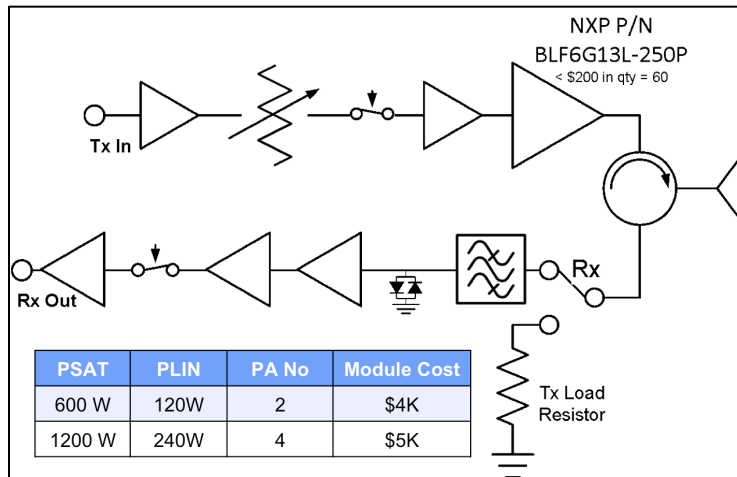 NXP P/N
BLF6G13L-250P
< $200 in qty = 60
Tx In
Rx
Rx Out
Tx Load
Resistor
PSAT PLIN PA No Module Cost
600 W 120W 2 $4K
1200 W 240W 4 $5K